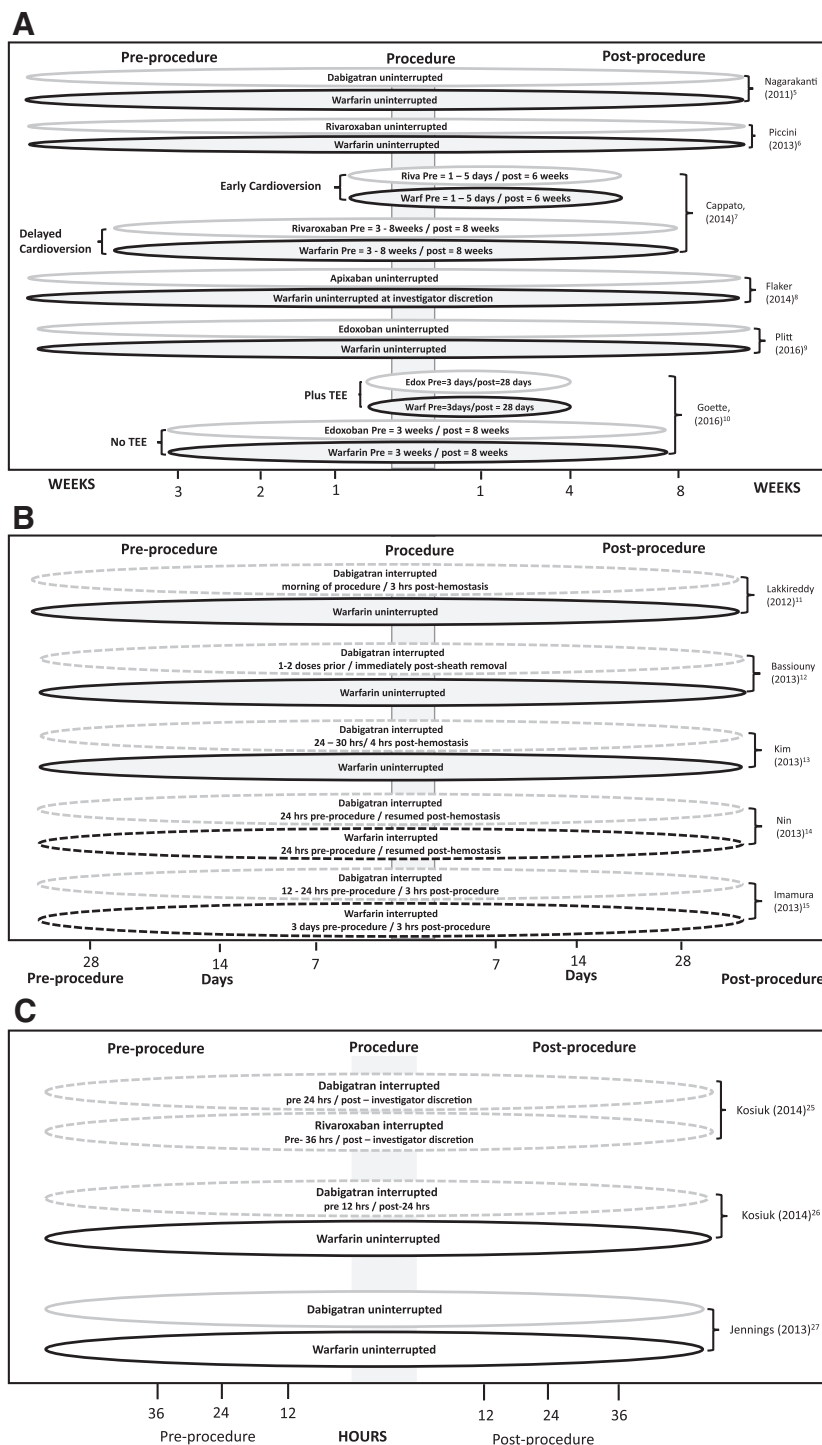 A
Pre-procedure Procedure Post-procedure
Dabigatran uninterrupted
Warfarin uninterrupted
Nagarakanti
(2011)5
Rivaroxaban uninterrupted
Warfarin uninterrupted
Piccini
(2013)6
Early Cardioversion
Riva Pre = 1 – 5 days / post = 6 weeks
Warf Pre = 1 – 5 days / post = 6 weeks
Delayed
Cardioversion
Rivaroxaban Pre = 3 - 8weeks / post = 8 weeks
Warfarin Pre = 3 - 8 weeks / post = 8 weeks
Cappato,
(2014)7
Apixaban uninterrupted
Warfarin uninterrupted at investigator discretion
Flaker
(2014)8
Edoxoban uninterrupted
Warfarin uninterrupted
Plitt
(2016)9
Plus TEE
Edox Pre=3 days/post=28 days
Warf Pre=3days/post = 28 days
No TEE
Edoxoban Pre = 3 weeks / post = 8 weeks
Warfarin Pre = 3 weeks / post = 8 weeks
Goette,
(2016)10
WEEKS 3 2 1 1 4 8 WEEKS
B
Pre-procedure Procedure Post-procedure
Dabigatran interrupted
morning of procedure / 3 hrs post-hemostasis
Warfarin uninterrupted
Lakkireddy
(2012)11
Dabigatran interrupted
1-2 doses prior / immediately post-sheath removal
Warfarin uninterrupted
Bassiouny
(2013)12
Dabigatran interrupted
24 – 30 hrs/ 4 hrs post-hemostasis
Warfarin uninterrupted
Kim
(2013)13
Dabigatran interrupted
24 hrs pre-procedure / resumed post-hemostasis
Warfarin interrupted
24 hrs pre-procedure / resumed post-hemostasis
Nin
(2013)14
Dabigatran interrupted
12 - 24 hrs pre-procedure / 3 hrs post-procedure
Warfarin interrupted
3 days pre-procedure / 3 hrs post-procedure
Imamura
(2013)15
28 14 7 7 14 28
Pre-procedure Days Days Post-procedure
C
Pre-procedure Procedure Post-procedure
Dabigatran interrupted
pre 24 hrs / post – investigator discretion
Rivaroxaban interrupted
Pre- 36 hrs / post – investigator discretion
Kosiuk (2014)25
Dabigatran interrupted
pre 12 hrs / post-24 hrs
Warfarin uninterrupted
Kosiuk (2014)26
Dabigatran uninterrupted
Warfarin uninterrupted
Jennings (2013)27
36 24 12 12 24 36
Pre-procedure HOURS Post-procedure